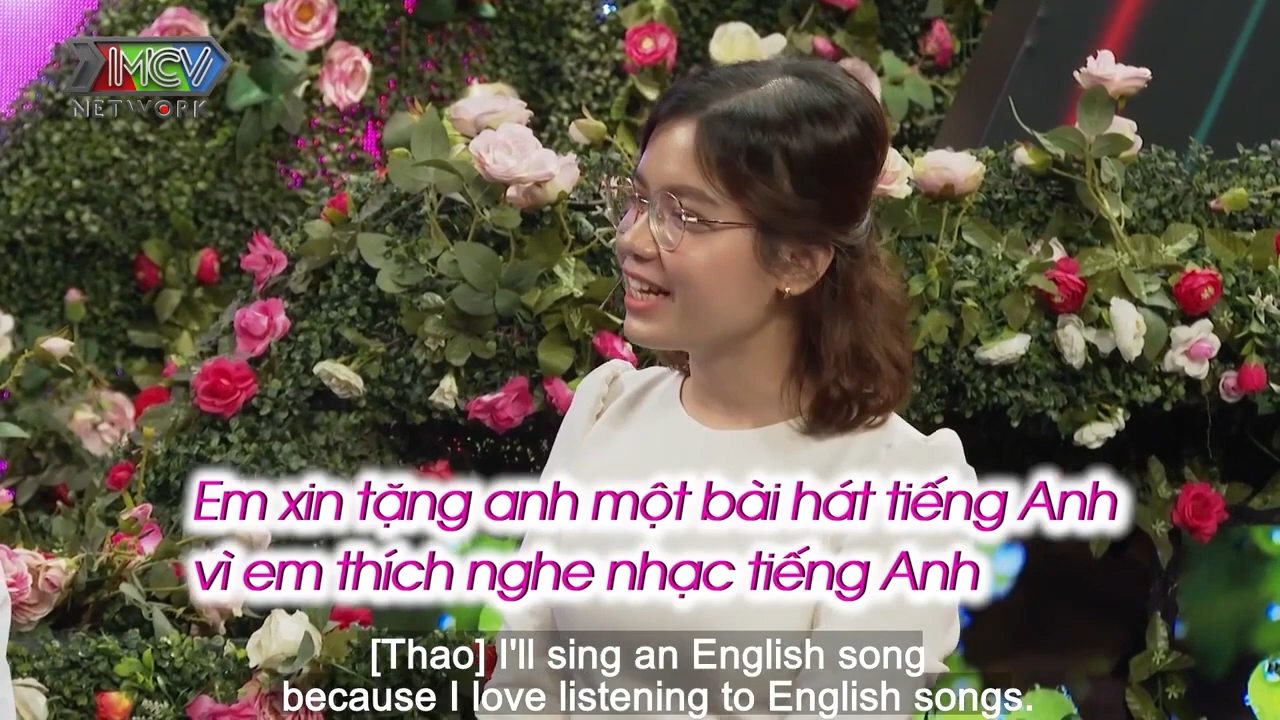 MCV
NETWORK
Em xin tặng anh một bài hát tiếng Anh
vì em thích nghe nhạc tiếng Anh
[Thao] I'll sing an English song
because I love listening to English songs.